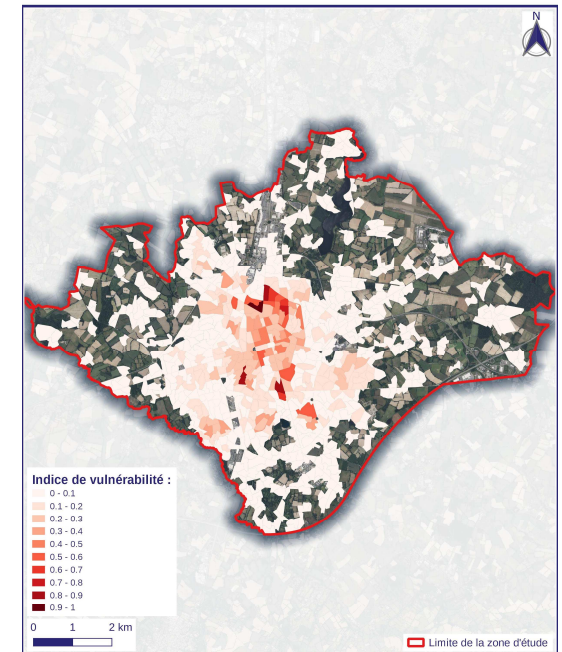 N
Indice de vulnérabilité :
0 - 0.1
0.1 - 0.2
0.2 - 0.3
0.3 - 0.4
0.4 - 0.5
0.5 - 0.6
0.6 - 0.7
0.7 - 0.8
0.8 - 0.9
0.9 - 1
0 1 2 km
Limite de la zone d'étude